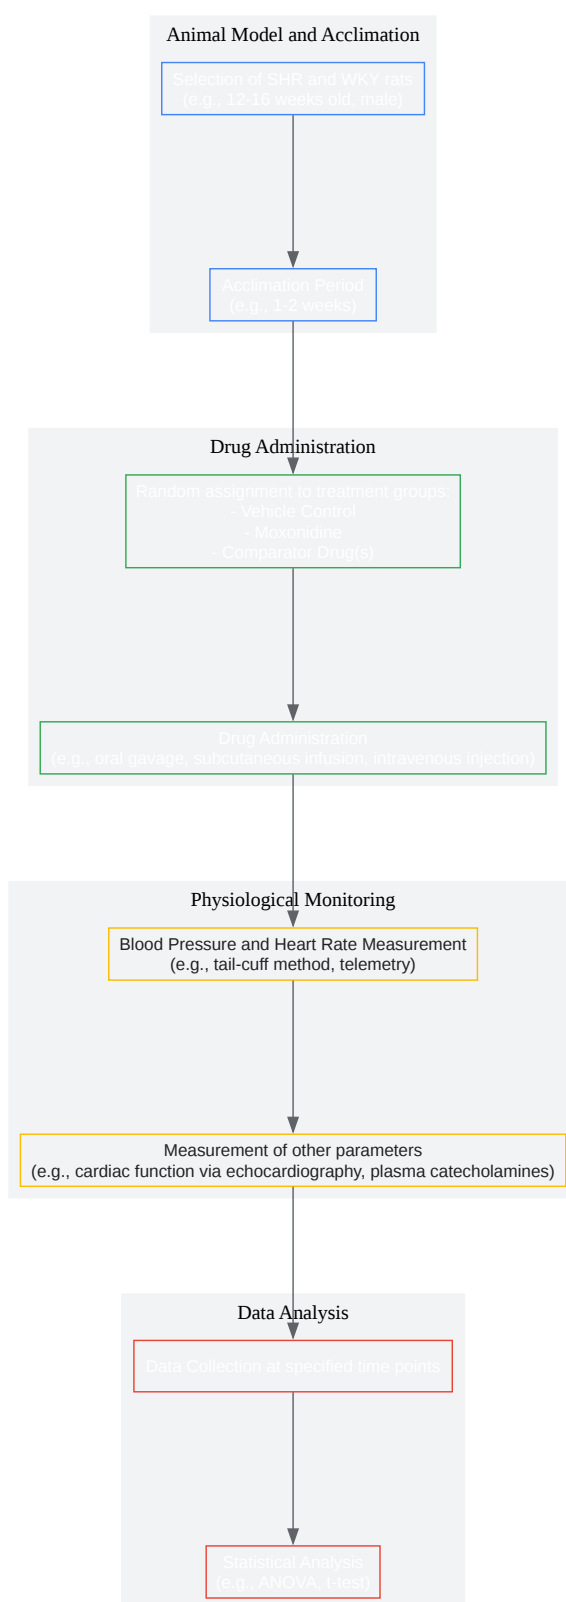 Animal Model and Acclimation
Selection of SHR and WKY rats
(e.g., 12-16 weeks old, male)
Acclimation Period
(e.g., 1-2 weeks)
Drug Administration
Random assignment to treatment groups:
- Vehicle Control
- Moxonidine
- Comparator Drug(s)
Drug Administration
(e.g., oral gavage, subcutaneous infusion, intravenous injection)
Physiological Monitoring
Blood Pressure and Heart Rate Measurement
(e.g., tail-cuff method, telemetry)
Measurement of other parameters
(e.g., cardiac function via echocardiography, plasma catecholamines)
Data Analysis
Data Collection at specified time points
Statistical Analysis
(e.g., ANOVA, t-test)